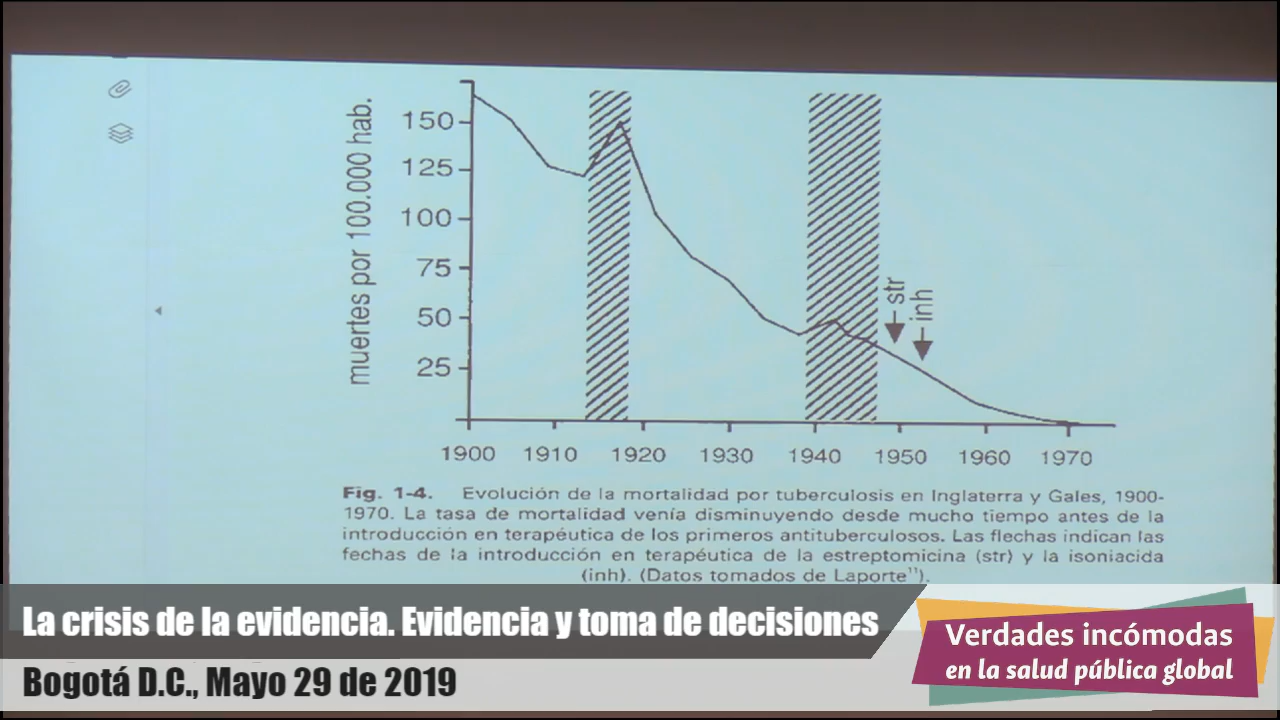 muertes por 100.000 hab.
150
125
100
75
50
25
str
inh
1900 1910 1920 1930 1940 1950 1960 1970
Fig. 1-4. Evolución de la mortalidad por tuberculosis en Inglaterra y Gales, 1900-
1970. La tasa de mortalidad venía disminuyendo desde mucho tiempo antes de la
introducción en terapéutica de los primeros antituberculosos. Las flechas indican las
fechas de la introducción en terapéutica de la estreptomicina (str) y la isoniacida
(inh). (Datos tomados de Laporte¹¹).
La crisis de la evidencia. Evidencia y toma de decisiones
Bogotá D.C., Mayo 29 de 2019
Verdades incómodas
en la salud pública global